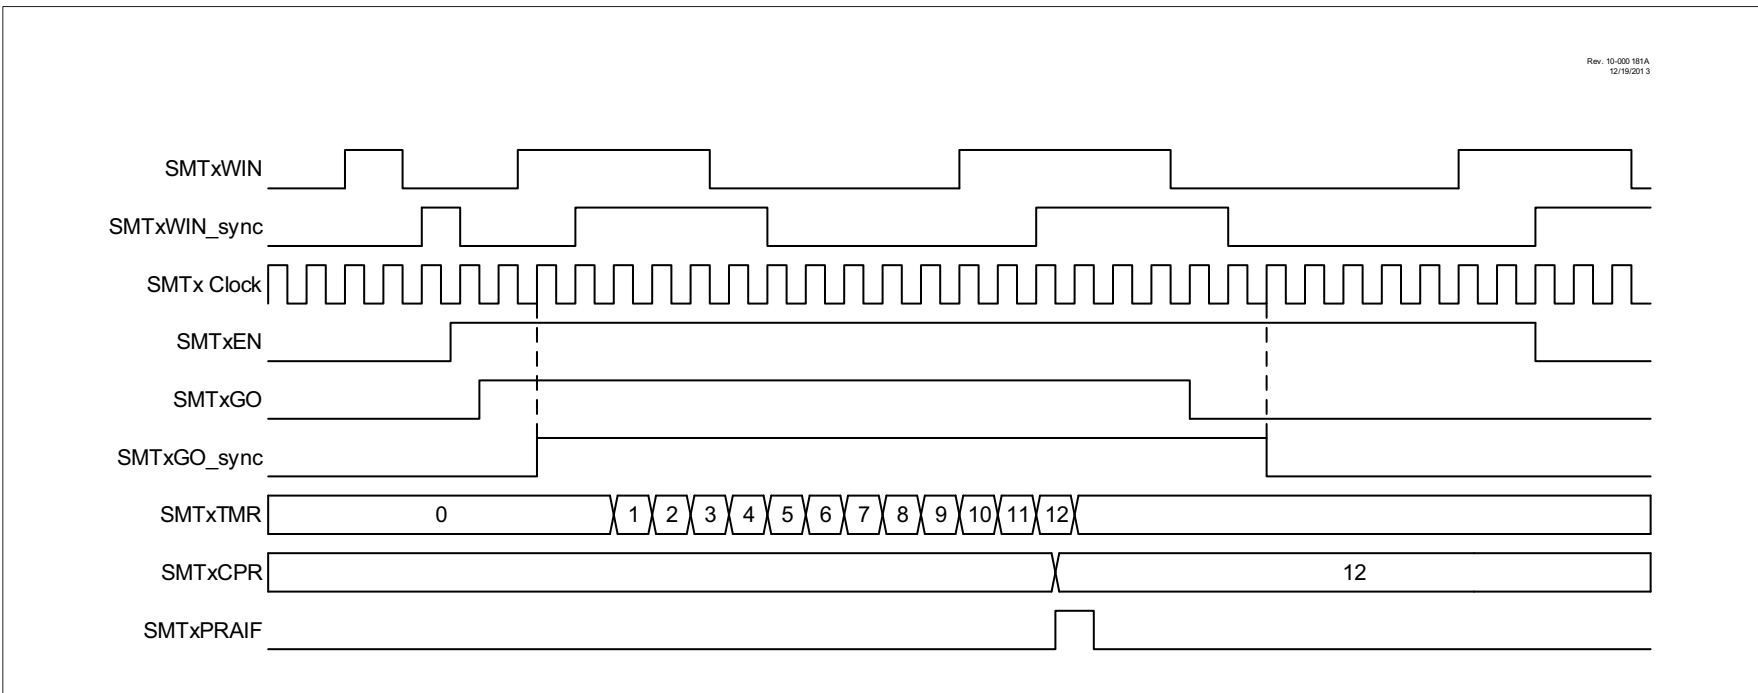 Rev. 10-000 181A
12/19/201 3
SMTxWIN
SMTxWIN_sync
SMTx Clock
SMTxEN
SMTxGO
SMTxGO_sync
SMTxTMR 0 1 2 3 4 5 6 7 8 9 10 11 12
SMTxCPR 12
SMTxPRAIF